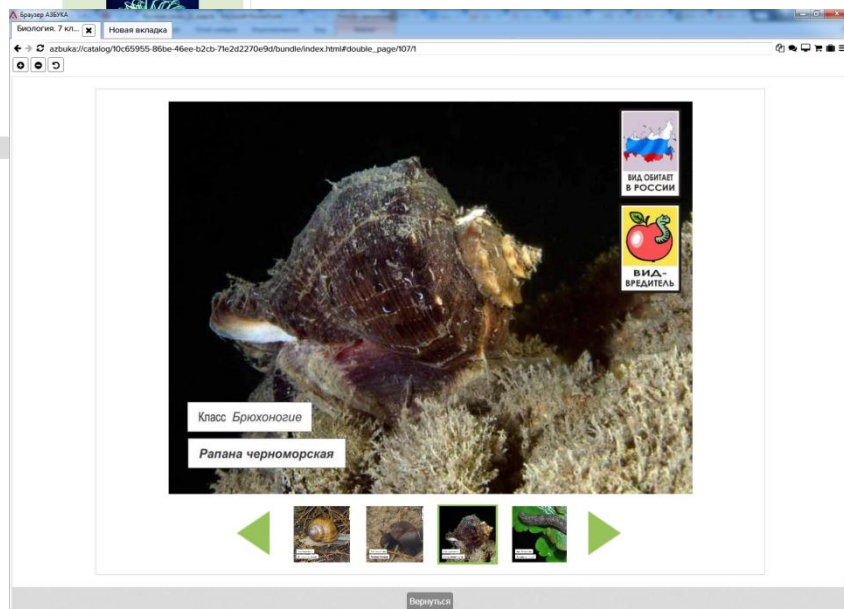 Браузер АЗБУКА
Биология. 7 кл...
Новая вкладка
azbuka://catalog/10c65955-86be-46ee-b2cb-71e2d2270e9d/bundle/index.html#double_page/107/1
ВИД ОБИТАЕТ
В РОССИИ
ВИД-
ВРЕДИТЕЛЬ
Класс Брюхоногие
Рапана черноморская
Вернуться